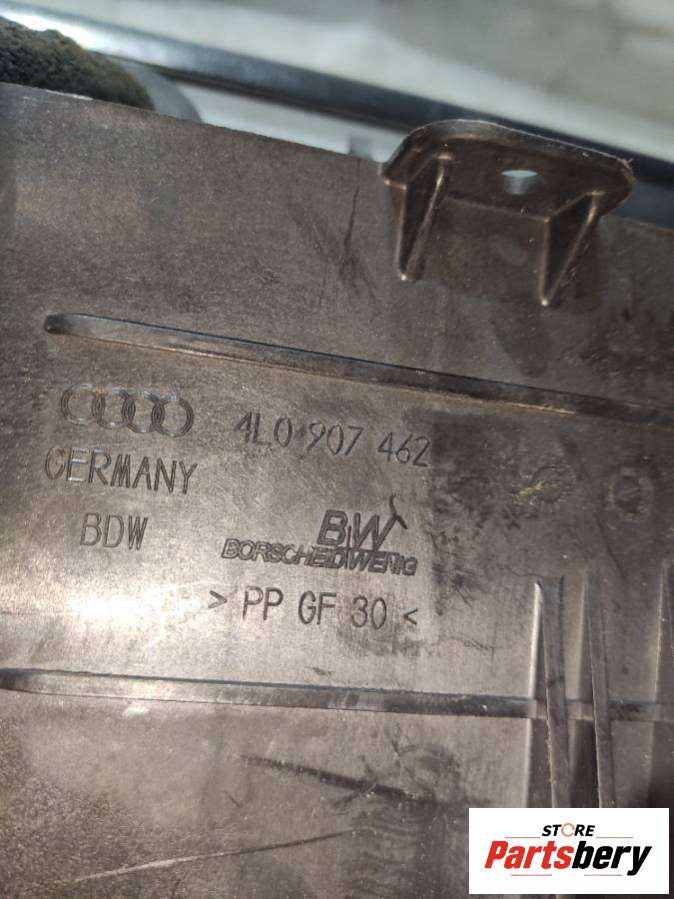 4L0 907 462
GERMANY
BDW
BW
BORSCHEIDWENIG
> PP GF 30 <
STORE
Partsbery